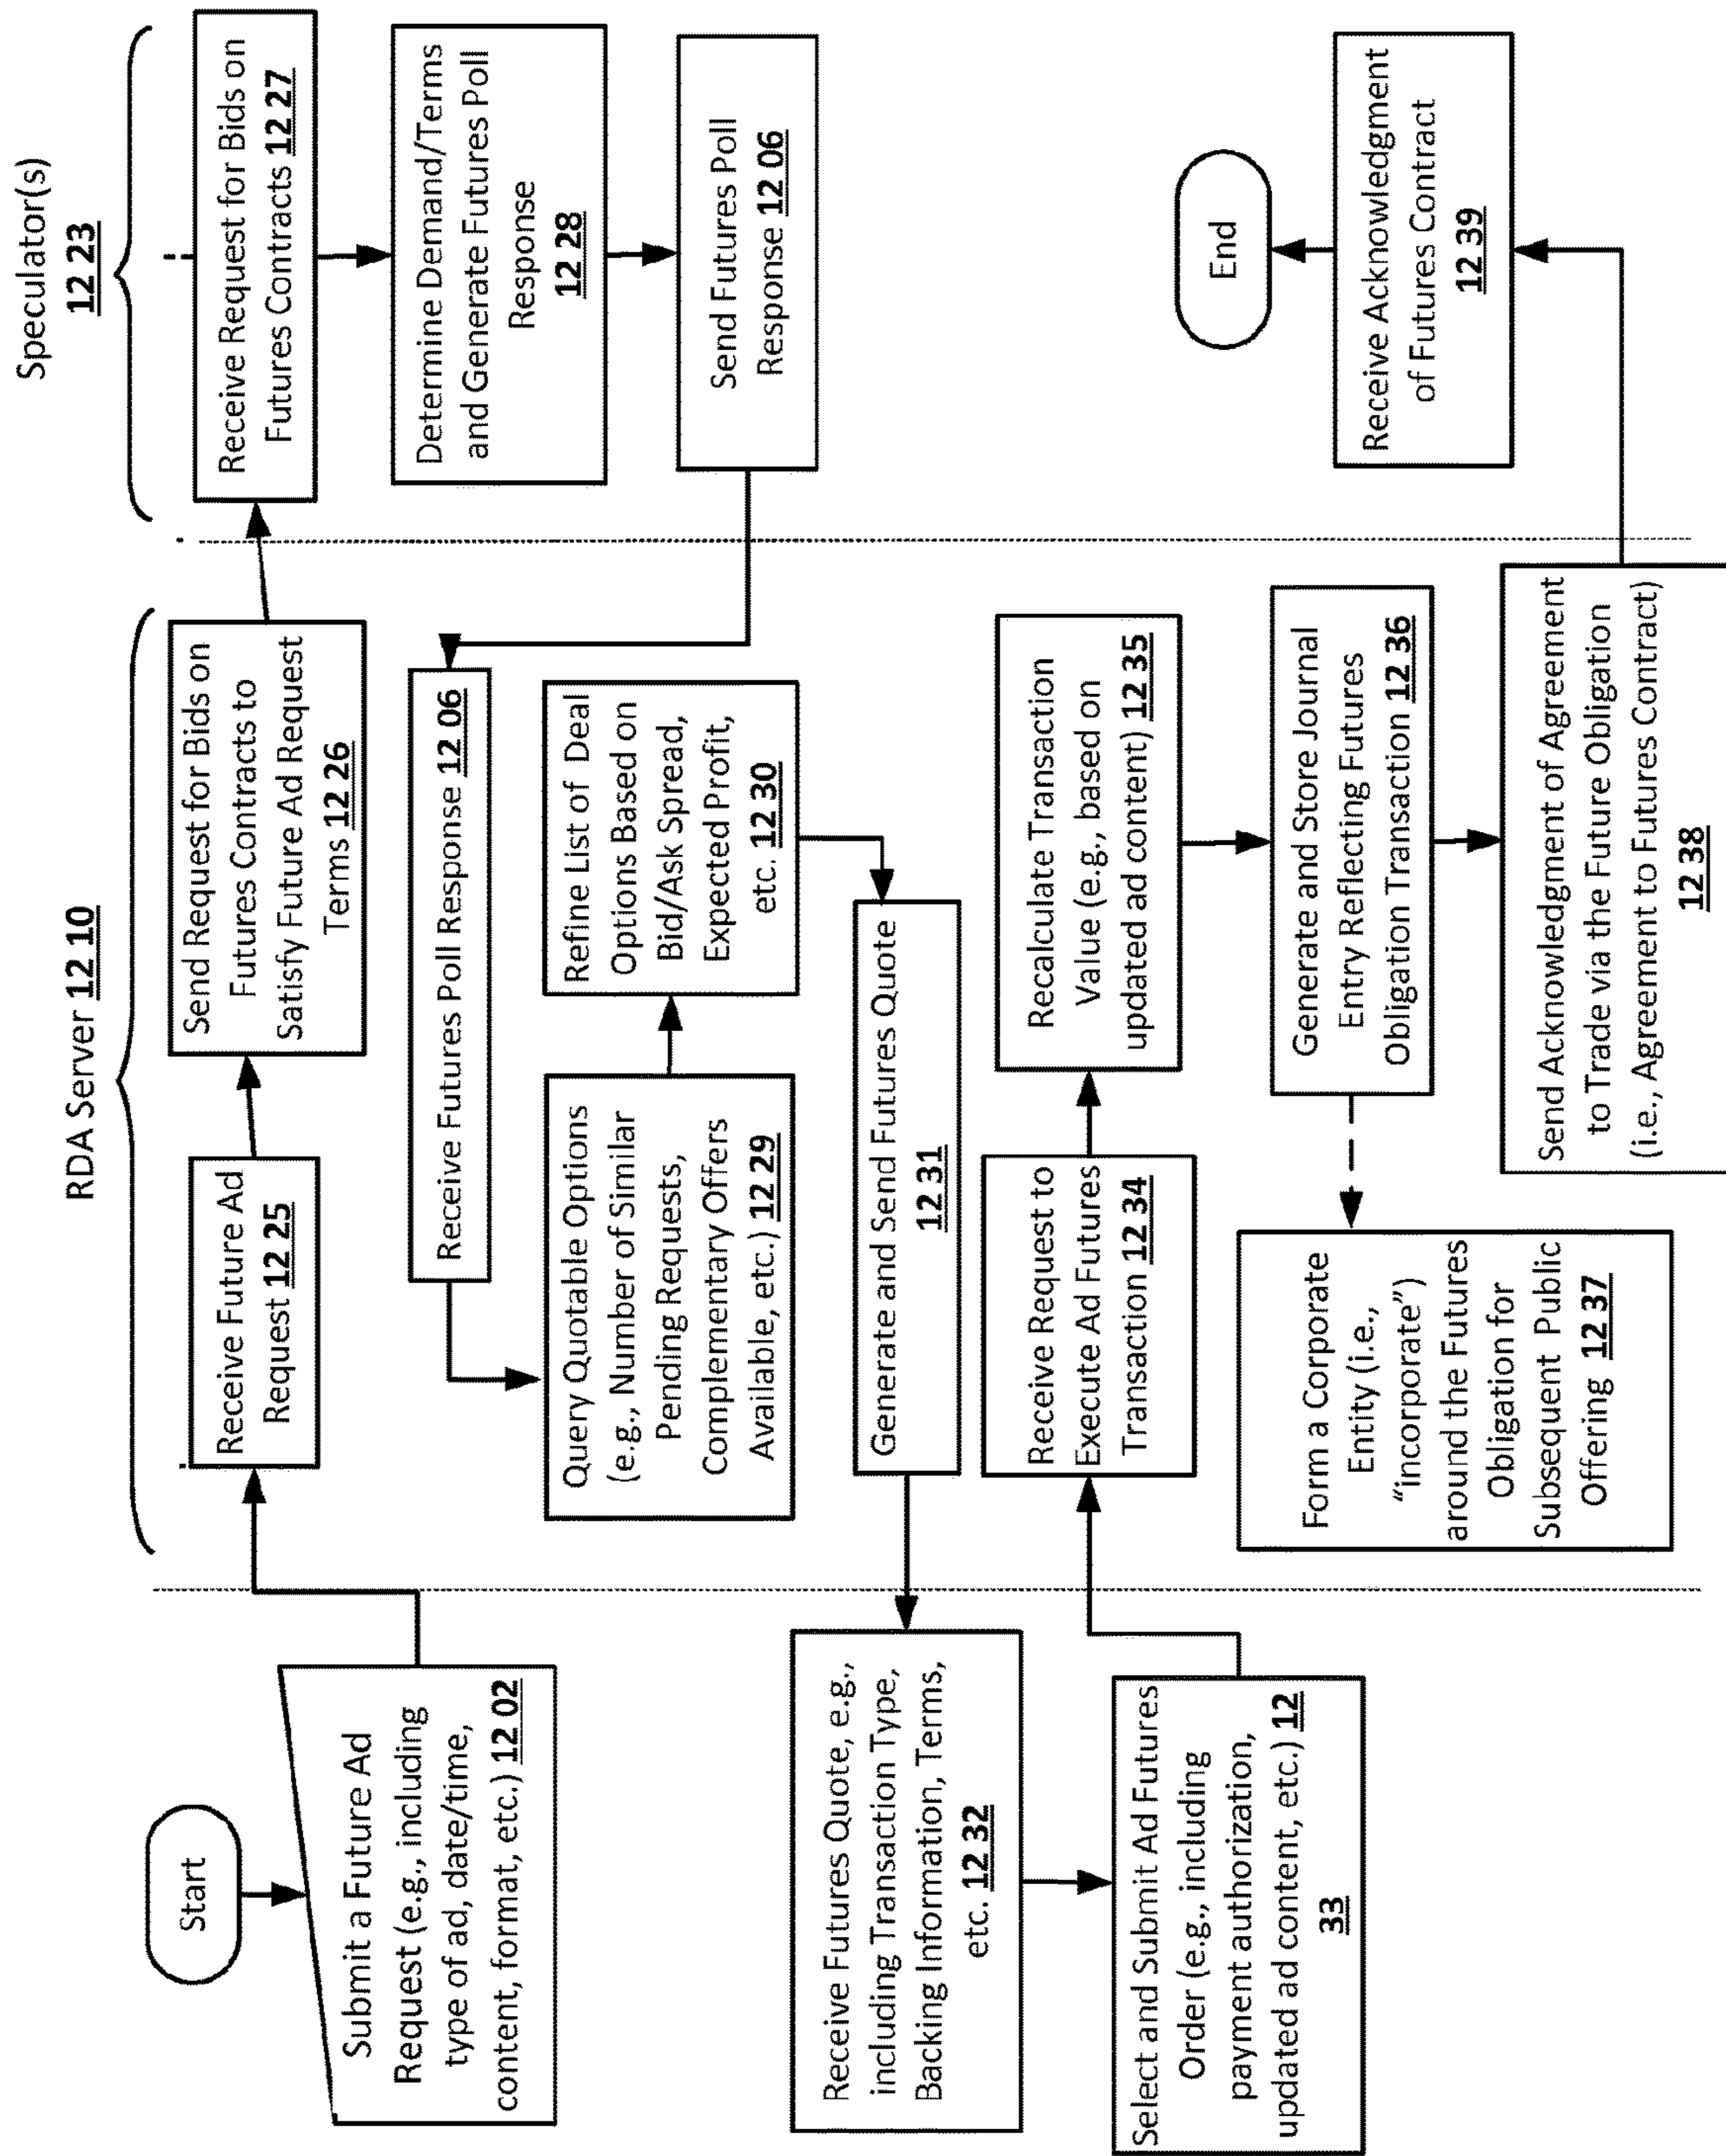 Start
Submit a Future Ad
Request (e.g., including
type of ad, date/time,
content, format, etc.) 12 02
Receive Futures Quote, e.g.,
including Transaction Type,
Backing Information, Terms,
etc. 12 32
Select and Submit Ad Futures
Order (e.g., including
payment authorization,
updated ad content, etc.) 12
33
RDA Server 12 10
Receive Future Ad
Request 12 25
Send Request for Bids on
Futures Contracts to
Satisfy Future Ad Request
Terms 12 26
Receive Futures Poll Response 12 06
Query Quotable Options
(e.g., Number of Similar
Pending Requests,
Complementary Offers
Available, etc.) 12 29
Refine List of Deal
Options Based on
Bid/Ask Spread,
Expected Profit,
etc. 12 30
Generate and Send Futures Quote
12 31
Receive Request to
Execute Ad Futures
Transaction 12 34
Recalculate Transaction
Value (e.g., based on
updated ad content) 12 35
Generate and Store Journal
Entry Reflecting Futures
Obligation Transaction 12 36
Form a Corporate
Entity (i.e.,
“incorporate”)
around the Futures
Obligation for
Subsequent Public
Offering 12 37
Send Acknowledgment of Agreement
to Trade via the Future Obligation
(i.e., Agreement to Futures Contract)
12 38
Speculator(s)
12 23
Receive Request for Bids on
Futures Contracts 12 27
Determine Demand/Terms
and Generate Futures Poll
Response
12 28
Send Futures Poll
Response 12 06
Receive Acknowledgment
of Futures Contract
12 39
End